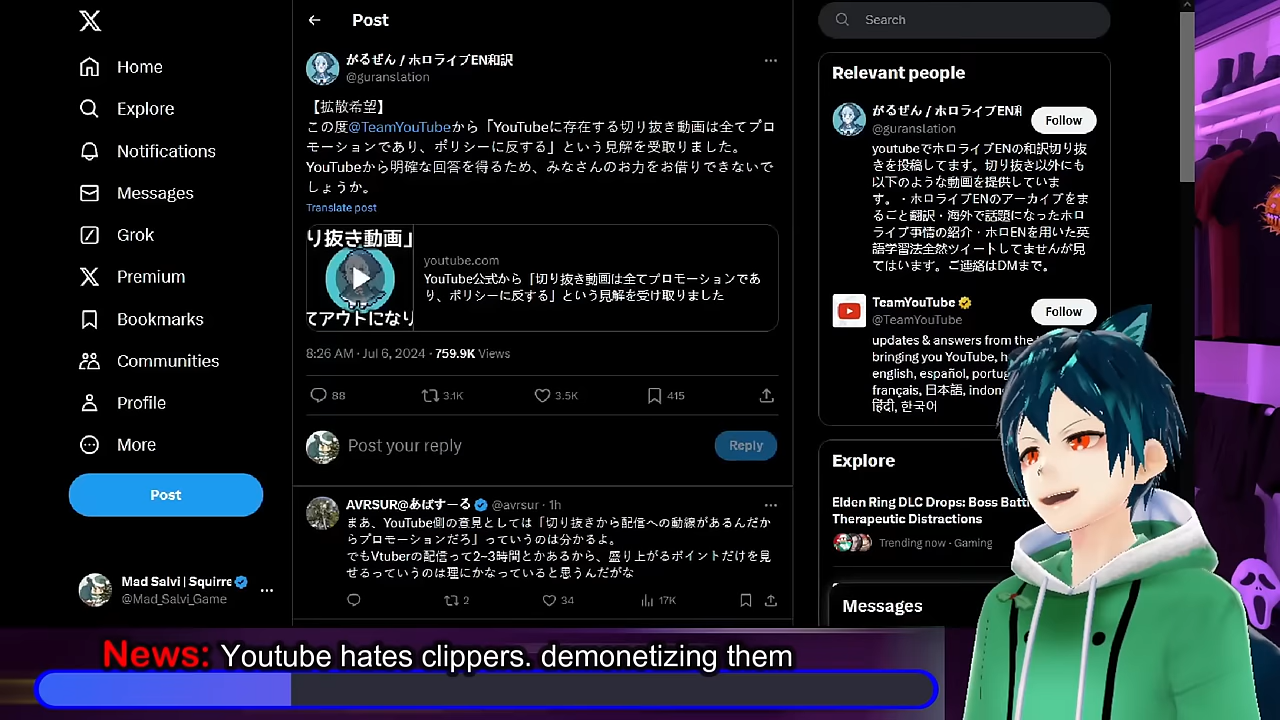 Home
Explore
Notifications
Messages
Grok
Premium
Bookmarks
Communities
Profile
More
Post
Mad Salvi | Squirre
@Mad_Salvi_Game
Post
がるぜん / ホロライブEN和訳
@guranslation
【拡散希望】
この度@TeamYouTubeから「YouTubeに存在する切り抜き動画は全てプロ
モーションであり、ポリシーに反する」という見解を受取りました。
YouTubeから明確な回答を得るため、みなさんのお力をお借りできないで
しょうか。
Translate post
り抜き動画」
てアウトになり
youtube.com
YouTube公式から「切り抜き動画は全てプロモーションであ
り、ポリシーに反する」という見解を受け取りました
8:26 AM · Jul 6, 2024 · 759.9K Views
88 3.1K 3.5K 415
Post your reply
Reply
AVRSUR@あばすーる @avrsur · 1h
まあ、YouTube側の意見としては「切り抜きから配信への動線があるんだか
らプロモーションだろ」っていうのは分かるよ。
でもVtuberの配信って2~3時間とかあるから、盛り上がるポイントだけを見
せるっていうのは理にかなっていると思うんだがな
2 34 17K
Search
Relevant people
がるぜん / ホロライブEN和
@guranslation
Follow
youtubeでホロライブENの和訳切り抜
きを投稿してます。切り抜き以外にも
以下のような動画を提供していま
す。・ホロライブENのアーカイブをま
るごと翻訳・海外で話題になったホロ
ライブ事情の紹介・ホロENを用いた英
語学習法全然ツイートしてませんが見
てはいます。ご連絡はDMまで。
TeamYouTube
@TeamYouTube
Follow
updates & answers from the
bringing you YouTube, h
english, español, portug
français, 日本語, indon
हिंदी, 한국어
Explore
Elden Ring DLC Drops: Boss Batt
Therapeutic Distractions
Trending now · Gaming
Messages
News: Youtube hates clippers. demonetizing them